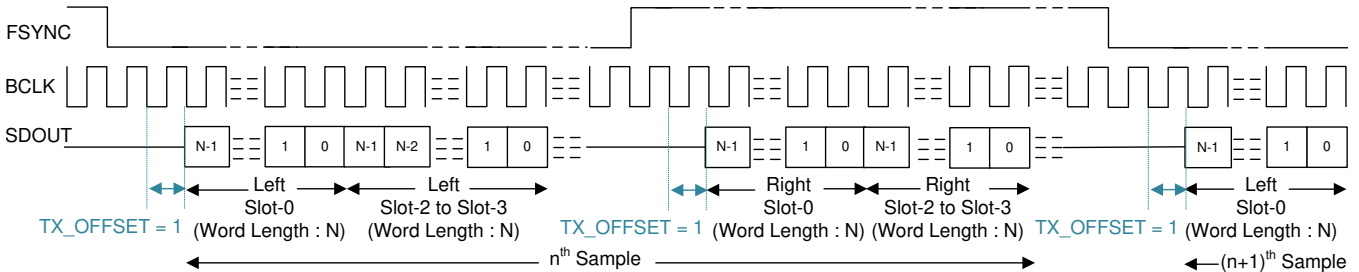 FSYNC
BCLK
SDOUT
N-1 1 0 N-1 N-2 1 0 N-1 1 0 N-1 1 0 N-1 1 0
Left Left Right Right Left
Slot-0 Slot-2 to Slot-3 Slot-0 Slot-2 to Slot-3 Slot-0
TX_OFFSET = 1 (Word Length : N) (Word Length : N) TX_OFFSET = 1 (Word Length : N) (Word Length : N) TX_OFFSET = 1 (Word Length : N)
nth Sample (n+1)th Sample